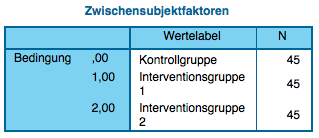 Zwischensubjektfaktoren
Wertelabel N
Bedingung ,00 Kontrollgruppe 45
1,00 Interventionsgruppe 1 45
2,00 Interventionsgruppe 2 45